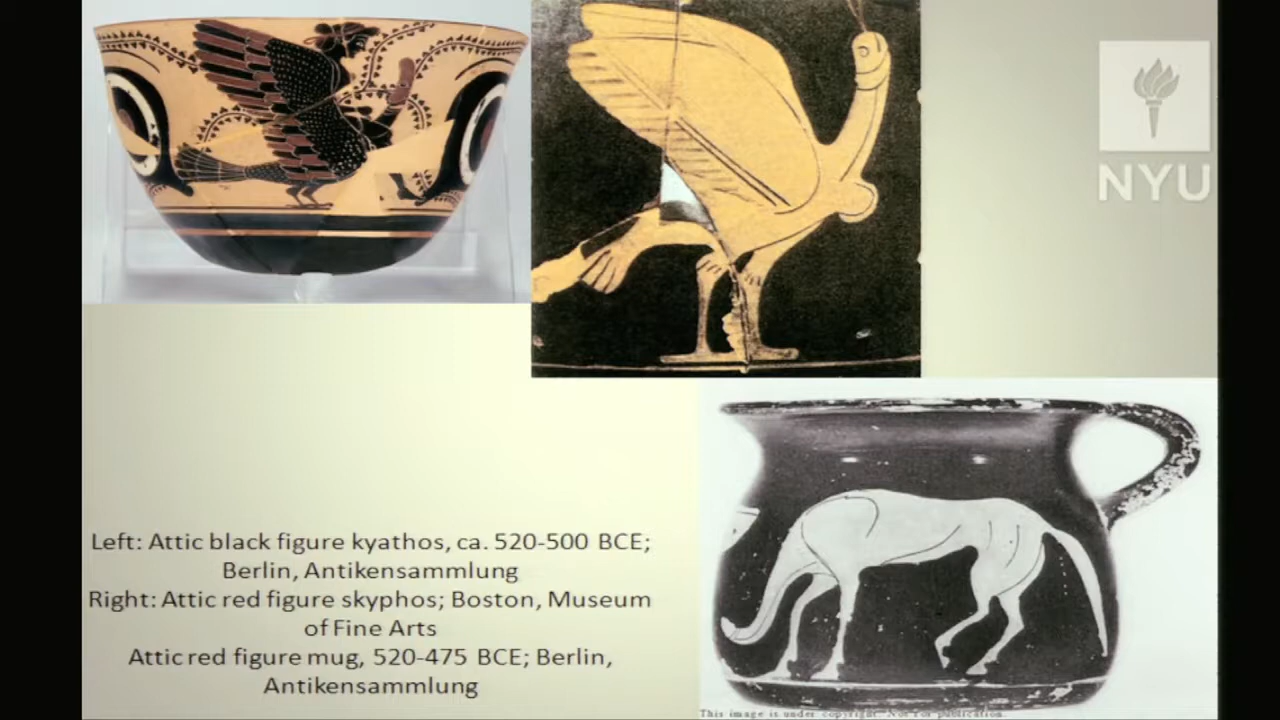 NYU
Left: Attic black figure kyathos, ca. 520-500 BCE;
Berlin, Antikensammlung
Right: Attic red figure skyphos; Boston, Museum
of Fine Arts
Attic red figure mug, 520-475 BCE; Berlin,
Antikensammlung
This image is under copyright. Not for publication.